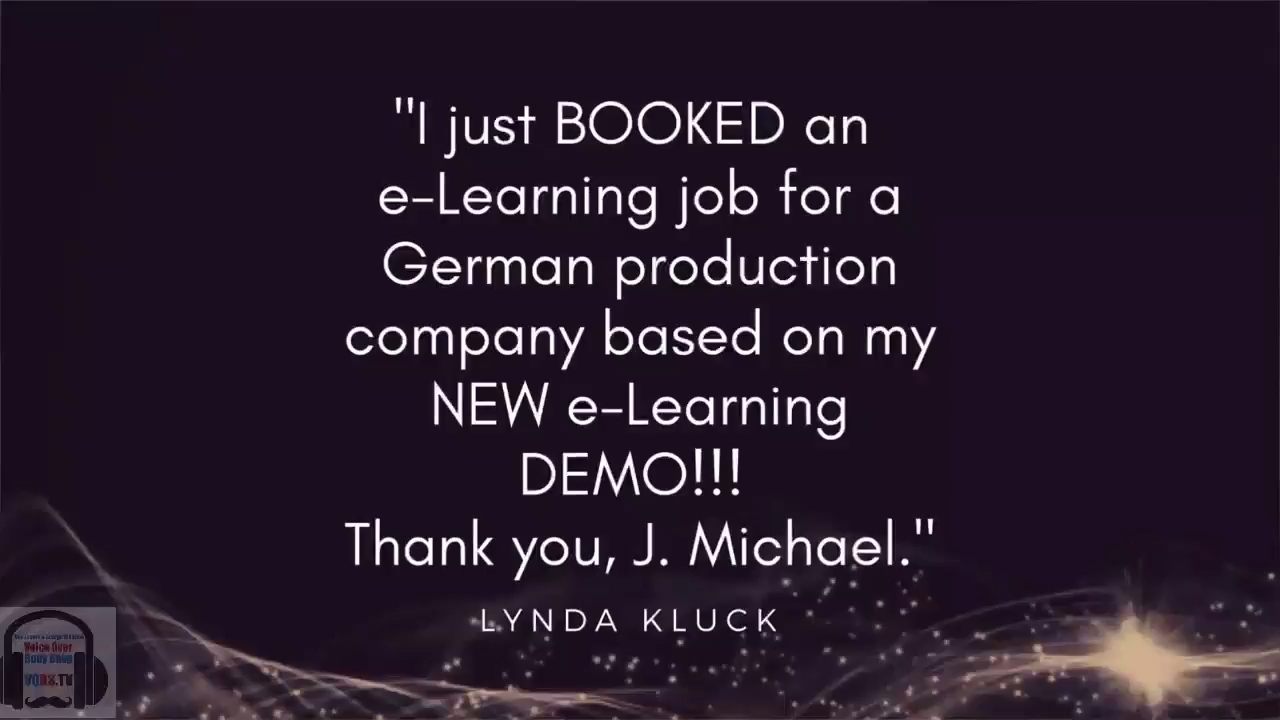 "I just BOOKED an
e-Learning job for a
German production
company based on my
NEW e-Learning
DEMO!!!
Thank you, J. Michael."
LYNDA KLUCK
Voice Over
Body Shop
VOBS.TV